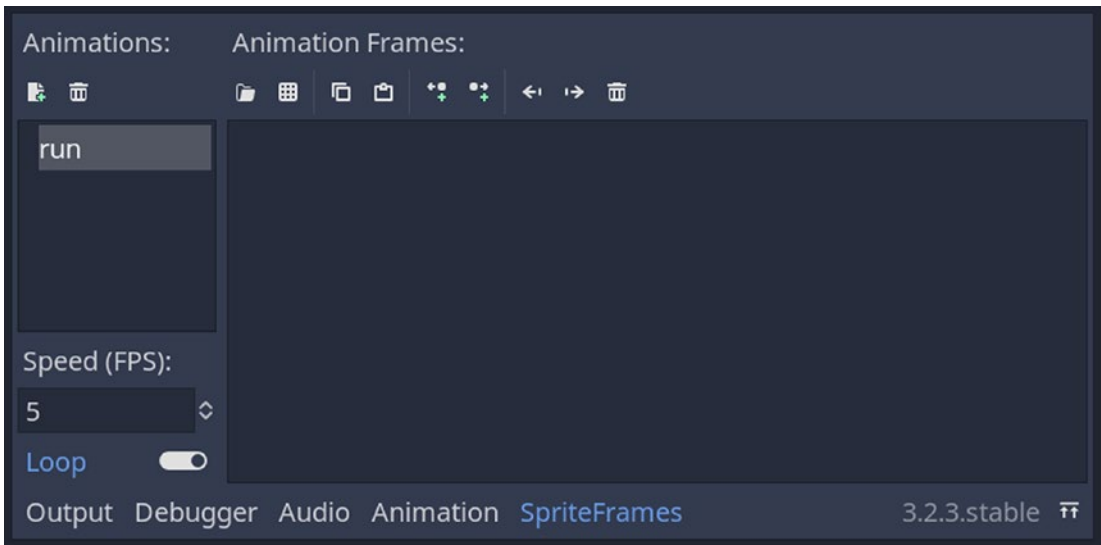 Animations:
Animation Frames:
run
Speed (FPS):
5
Loop
Output Debugger Audio Animation SpriteFrames 3.2.3.stable